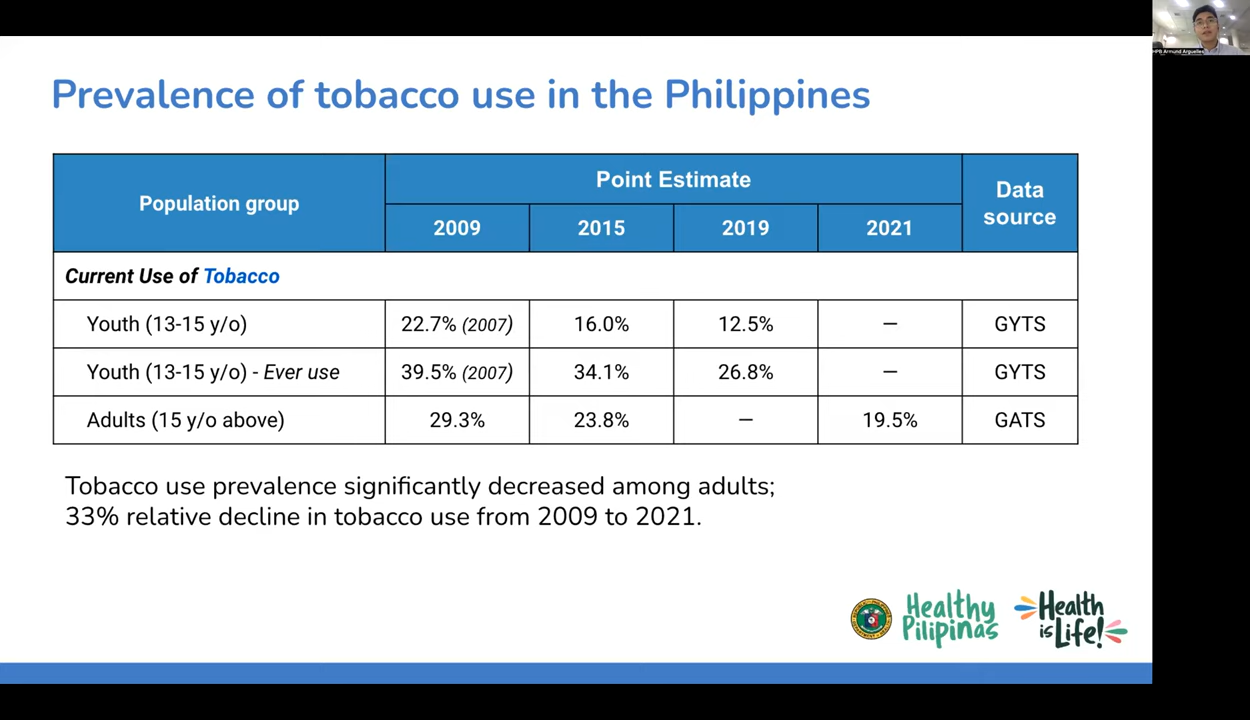 HPB Armund Arguelles
Prevalence of tobacco use in the Philippines
Population group
Point Estimate
Data source
2009 2015 2019 2021
Current Use of Tobacco
Youth (13-15 y/o) 22.7% (2007) 16.0% 12.5% — GYTS
Youth (13-15 y/o) - Ever use 39.5% (2007) 34.1% 26.8% — GYTS
Adults (15 y/o above) 29.3% 23.8% — 19.5% GATS
Tobacco use prevalence significantly decreased among adults;
33% relative decline in tobacco use from 2009 to 2021.
Healthy
Pilipinas
Health
is Life!